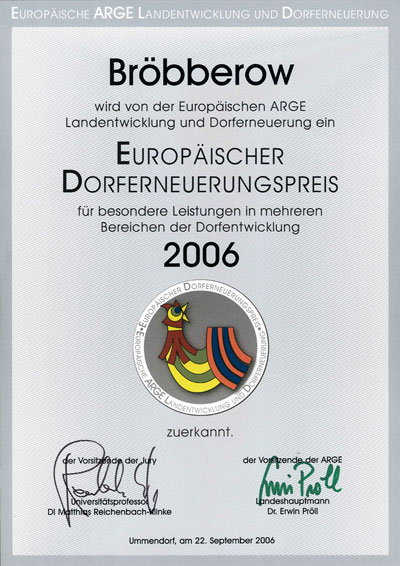 EUROPÄISCHE ARGE LANDENTWICKLUNG UND DORFERNEUERUNG
Bröbberow
wird von der Europäischen ARGE
Landentwicklung und Dorferneuerung ein
EUROPÄISCHER
DORFERNEUERUNGSPREIS
für besondere Leistungen in mehreren
Bereichen der Dorfentwicklung
2006
EUROPÄISCHER DORFERNEUERUNGSPREIS
EUROPÄISCHE ARGE LANDENTWICKLUNG UND DORFERNEUERUNG
zuerkannt.
der Vorsitzende der Jury
der Vorsitzende der ARGE
Erwin Pröll
Universitätsprofessor
Landeshauptmann
DI Matthias Reichenbach-Klinke
Dr. Erwin Pröll
Ummendorf, am 22. September 2006